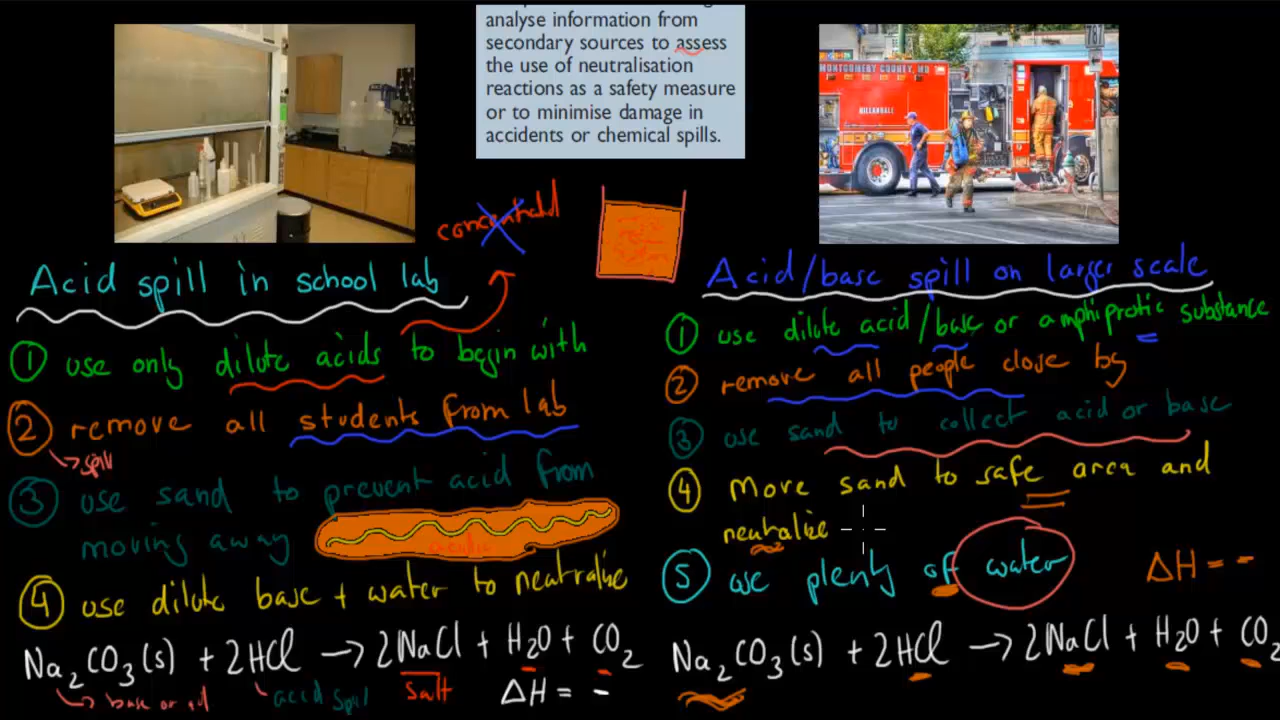 analyse information from
secondary sources to assess
the use of neutralisation
reactions as a safety measure
or to minimise damage in
accidents or chemical spills.
MONTGOMERY COUNTY, MD
HILLANDALE
787
concentrated
Acid spill in school lab
① use only dilute acids to begin with
② remove all students from lab
→ spill
③ use sand to prevent acid from
moving away
④ use dilute base + water to neutralise
Na₂CO₃(s) + 2HCl → 2NaCl + H₂O + CO₂
acid spill
salt
ΔH = -
Acid/base spill on larger scale
① use dilute acid/base or amphiprotic substance
② remove all people close by
③ use sand to collect acid or base
④ Move sand to safe area and
neutralise
⑤ use plenty of water
ΔH = -
Na₂CO₃(s) + 2HCl → 2NaCl + H₂O + CO₂